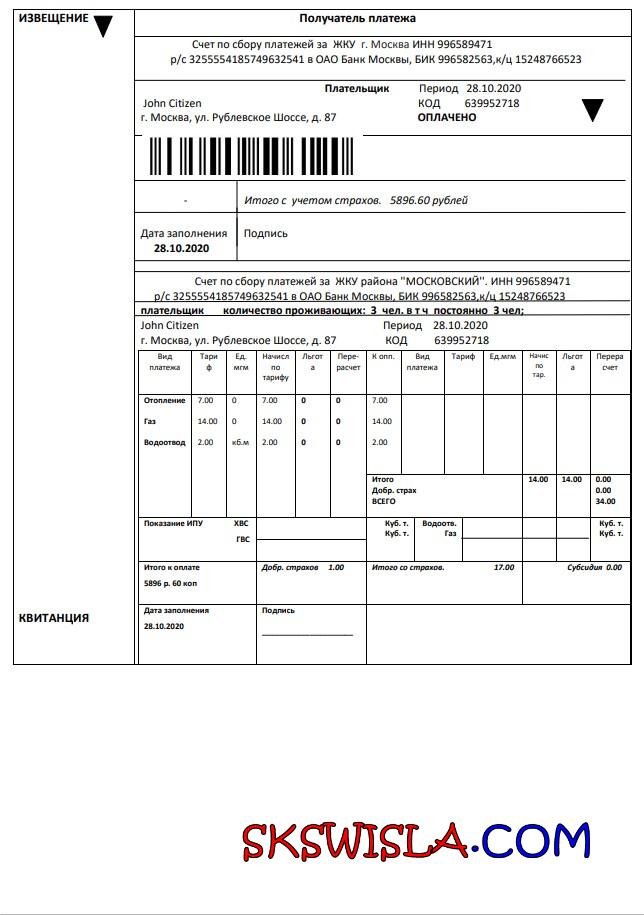 ИЗВЕЩЕНИЕ
Получатель платежа
Счет по сбору платежей за ЖКУ г. Москва ИНН 996589471
р/с 3255554185749632541 в ОАО Банк Москвы, БИК 996582563,к/ц 15248766523
Плательщик Период 28.10.2020
John Citizen КОД 639952718
г. Москва, ул. Рублевское Шоссе, д. 87 ОПЛАЧЕНО
- Итого с учетом страхов. 5896.60 рублей
Дата заполнения Подпись
28.10.2020
Счет по сбору платежей за ЖКУ района "МОСКОВСКИЙ". ИНН 996589471
р/с 3255554185749632541 в ОАО Банк Москвы, БИК 996582563,к/ц 15248766523
плательщик количество проживающих: 3 чел. в т ч постоянно 3 чел;
John Citizen Период 28.10.2020
г. Москва, ул. Рублевское Шоссе, д. 87 КОД 639952718
Вид Тари Ед. Начисл Льгот Пере- К опл. Вид Тариф Ед.мгм Начис Льгот Перера
платежа ф мгм по а расчет платежа по а счет
тарифу тар.
Отопление 7.00 0 7.00 0 0 7.00
Газ 14.00 0 14.00 0 0 14.00
Водоотвод 2.00 кб.м 2.00 0 0 2.00
Итого 14.00 14.00 0.00
Добр. страх 0.00
ВСЕГО 34.00
Показание ИПУ ХВС Куб. т. Водоотв. Куб. т.
ГВС Куб. т. Газ Куб. т.
Итого к оплате Добр. страхов 1.00 Итого со страхов. 17.00 Субсидия 0.00
5896 р. 60 коп
КВИТАНЦИЯ
Дата заполнения Подпись
28.10.2020
SKSWISLA.COM